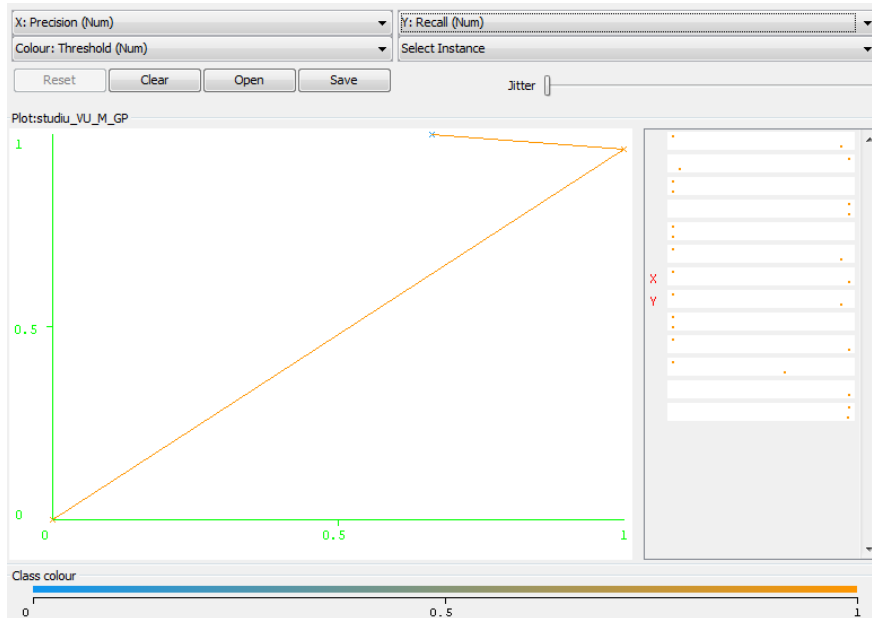 X: Precision (Num) Y: Recall (Num)
Colour: Threshold (Num) Select Instance
Reset Clear Open Save Jitter
Plot:studiu_VU_M_GP
1
X
Y
0.5
0
0 0.5 1
Class colour
0 0.5 1